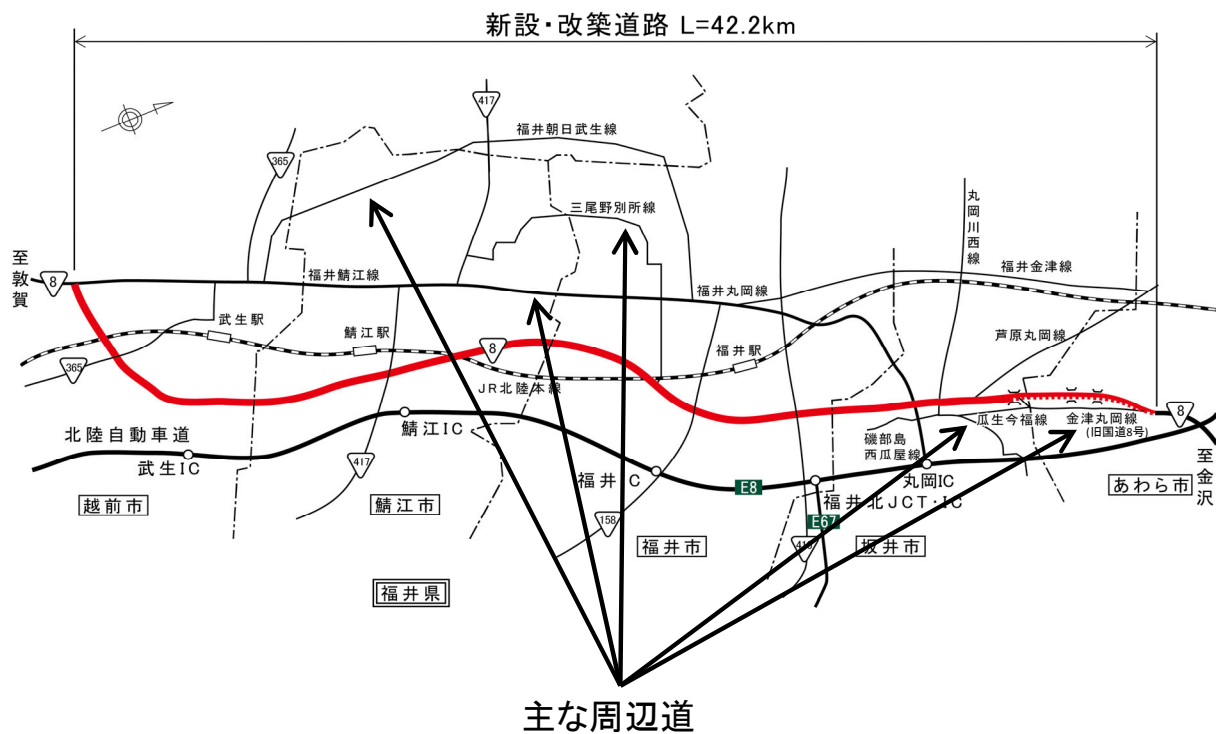 新設・改築道路 L=42.2km
417
福井朝日武生線
365
三尾野別所線
丸岡川西線
至敦賀
8
福井鯖江線
福井丸岡線
福井金津線
武生駅
鯖江駅
8
福井駅
芦原丸岡線
365
JR北陸本線
瓜生今福線
金津丸岡線
(旧国道8号)
8
北陸自動車道
鯖江IC
磯部島
西瓜屋線
至金沢
武生IC
417
福井IC
E8
丸岡IC
あわら市
越前市
鯖江市
158
福井北JCT・IC
E67
福井市
坂井市
福井県
主な周辺道